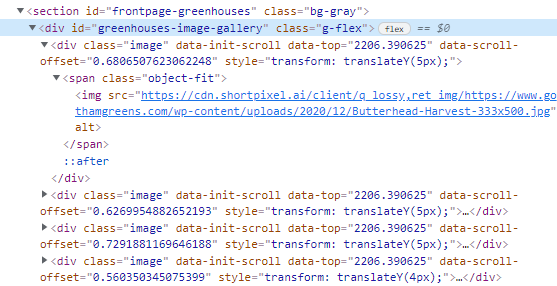 ▼<section id="frontpage-greenhouses" class="bg-gray">
▼<div id="greenhouses-image-gallery" class="g-flex"> flex == $0
▼<div class="image" data-init-scroll data-top="2206.390625" data-scroll-
offset="0.6806507623062248" style="transform: translateY(5px);">
▼<span class="object-fit">
<img src="https://cdn.shortpixel.ai/client/q_lossy,ret_img/https://www.go
thamgreens.com/wp-content/uploads/2020/12/Butterhead-Harvest-333x500.jpg"
alt>
</span>
::after
</div>
▶<div class="image" data-init-scroll data-top="2206.390625" data-scroll-
offset="0.6269954882652193" style="transform: translateY(5px);">…</div>
▶<div class="image" data-init-scroll data-top="2206.390625" data-scroll-
offset="0.7291881169646188" style="transform: translateY(5px);">…</div>
▶<div class="image" data-init-scroll data-top="2206.390625" data-scroll-
offset="0.560350345075399" style="transform: translateY(4px);">…</div>